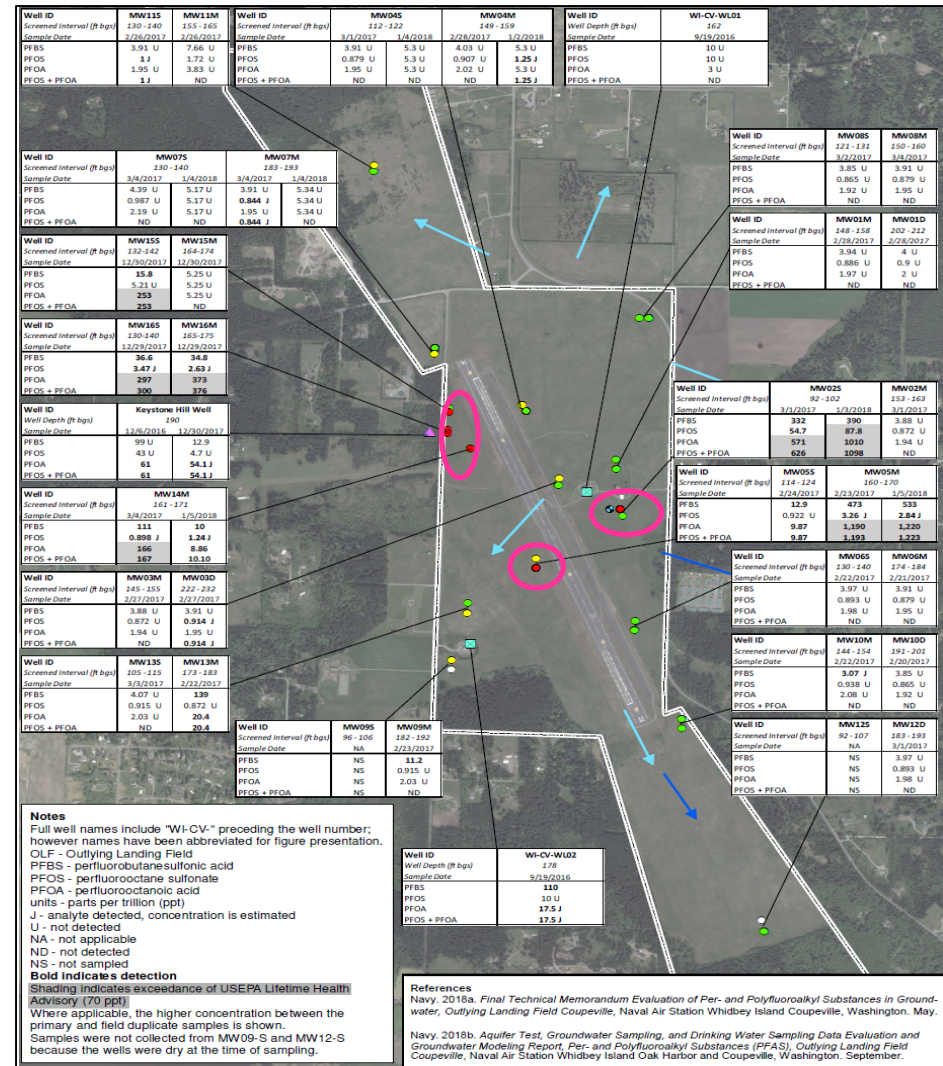 Well ID MW11S MW11M
Screened Interval (ft bgs) 130 - 140 155 - 165
Sample Date 2/26/2017 2/26/2017
PFBS 3.91 U 7.66 U
PFOS 1 J 1.72 U
PFOA 1.95 U 3.83 U
PFOS + PFOA 1 J ND
Well ID MW04S MW04M
Screened Interval (ft bgs) 112 - 122 149 - 159
Sample Date 3/1/2017 1/4/2018 2/28/2017 1/2/2018
PFBS 3.91 U 5.3 U 4.03 U 5.3 U
PFOS 0.879 U 5.3 U 0.907 U 1.25 J
PFOA 1.95 U 5.3 U 2.02 U 5.3 U
PFOS + PFOA ND ND 1.25 J
Well ID WI-CV-WL01
Well Depth (ft bgs) 162
Sample Date 9/19/2016
PFBS 10 U
PFOS 10 U
PFOA 3 U
PFOS + PFOA ND
Well ID MW08S MW08M
Screened Interval (ft bgs) 121 - 131 150 - 160
Sample Date 3/2/2017 3/4/2017
PFBS 3.85 U 3.91 U
PFOS 0.865 U 0.879 U
PFOA 1.92 U 1.95 U
PFOS + PFOA ND ND
Well ID MW07S MW07M
Screened Interval (ft bgs) 130 - 140 183 - 193
Sample Date 3/4/2017 1/4/2018 3/4/2017 1/4/2018
PFBS 4.39 U 5.17 U 3.91 U 5.34 U
PFOS 0.987 U 5.17 U 0.844 J 5.34 U
PFOA 2.19 U 5.17 U 1.95 U 5.34 U
PFOS + PFOA ND ND 0.844 J ND
Well ID MW01M MW01D
Screened Interval (ft bgs) 148 - 158 202 - 212
Sample Date 2/28/2017 2/28/2017
PFBS 3.94 U 4 U
PFOS 0.886 U 0.9 U
PFOA 1.97 U 2 U
PFOS + PFOA ND ND
Well ID MW15S MW15M
Screened Interval (ft bgs) 132-142 164-174
Sample Date 12/30/2017 12/30/2017
PFBS 15.8 5.25 U
PFOS 5.21 U 5.25 U
PFOA 253 5.25 U
PFOS + PFOA 253 ND
Well ID MW16S MW16M
Screened Interval (ft bgs) 130-140 165-175
Sample Date 12/29/2017 12/29/2017
PFBS 36.6 34.8
PFOS 3.47 J 2.63 J
PFOA 297 373
PFOS + PFOA 300 376
Well ID MW02S MW02M
Screened Interval (ft bgs) 92 - 102 153 - 163
Sample Date 3/1/2017 1/3/2018 3/1/2017
PFBS 332 390 3.88 U
PFOS 54.7 87.8 0.872 U
PFOA 571 1010 1.94 U
PFOS + PFOA 626 1098 ND
Well ID Keystone Hill Well
Well Depth (ft bgs) 190
Sample Date 12/6/2016 12/30/2017
PFBS 99 U 12.9
PFOS 43 U 4.7 U
PFOA 61 54.1 J
PFOS + PFOA 61 54.1 J
Well ID MW05S MW05M
Screened Interval (ft bgs) 114 - 124 160 - 170
Sample Date 2/24/2017 2/23/2017 1/5/2018
PFBS 12.9 473 533
PFOS 0.922 U 3.26 J 2.84 J
PFOA 9.87 1,190 1,220
PFOS + PFOA 9.87 1,193 1,223
Well ID MW14M
Screened Interval (ft bgs) 161 - 171
Sample Date 3/4/2017 1/5/2018
PFBS 111 10
PFOS 0.898 J 1.24 J
PFOA 166 8.86
PFOS + PFOA 167 10.10
Well ID MW06S MW06M
Screened Interval (ft bgs) 130 - 140 174 - 184
Sample Date 2/22/2017 2/21/2017
PFBS 3.97 U 3.91 U
PFOS 0.893 U 0.879 U
PFOA 1.98 U 1.95 U
PFOS + PFOA ND ND
Well ID MW03M MW03D
Screened Interval (ft bgs) 145 - 155 222 - 232
Sample Date 2/27/2017 2/27/2017
PFBS 3.88 U 3.91 U
PFOS 0.872 U 0.914 J
PFOA 1.94 U 1.95 U
PFOS + PFOA ND 0.914 J
Well ID MW10M MW10D
Screened Interval (ft bgs) 144 - 154 191 - 201
Sample Date 2/22/2017 2/20/2017
PFBS 3.07 J 3.85 U
PFOS 0.938 U 0.865 U
PFOA 2.08 U 1.92 U
PFOS + PFOA ND ND
Well ID MW13S MW13M
Screened Interval (ft bgs) 105 - 115 173 - 183
Sample Date 3/3/2017 2/22/2017
PFBS 4.07 U 139
PFOS 0.915 U 0.872 U
PFOA 2.03 U 20.4
PFOS + PFOA ND 20.4
Well ID MW09S MW09M
Screened Interval (ft bgs) 96 - 106 182 - 192
Sample Date NA 2/23/2017
PFBS NS 11.2
PFOS NS 0.915 U
PFOA NS 2.03 U
PFOS + PFOA NS ND
Well ID MW12S MW12D
Screened Interval (ft bgs) 92 - 107 183 - 193
Sample Date NA 3/1/2017
PFBS NS 3.97 U
PFOS NS 0.893 U
PFOA NS 1.98 U
PFOS + PFOA NS ND
Well ID WI-CV-WL02
Well Depth (ft bgs) 178
Sample Date 9/19/2016
PFBS 110
PFOS 10 U
PFOA 17.5 J
PFOS + PFOA 17.5 J
Notes
Full well names include "WI-CV-" preceding the well number;
however names have been abbreviated for figure presentation.
OLF - Outlying Landing Field
PFBS - perfluorobutanesulfonic acid
PFOS - perfluorooctane sulfonate
PFOA - perfluorooctanoic acid
units - parts per trillion (ppt)
J - analyte detected, concentration is estimated
U - not detected
NA - not applicable
ND - not detected
NS - not sampled
Bold indicates detection
Shading indicates exceedance of USEPA Lifetime Health
Advisory (70 ppt)
Where applicable, the higher concentration between the
primary and field duplicate samples is shown.
Samples were not collected from MW09-S and MW12-S
because the wells were dry at the time of sampling.
References
Navy. 2018a. Final Technical Memorandum Evaluation of Per- and Polyfluoroalkyl Substances in Ground-
water, Outlying Landing Field Coupeville, Naval Air Station Whidbey Island Coupeville, Washington. May.
Navy. 2018b. Aquifer Test, Groundwater Sampling, and Drinking Water Sampling Data Evaluation and
Groundwater Modeling Report, Per- and Polyfluoroalkyl Substances (PFAS), Outlying Landing Field
Coupeville, Naval Air Station Whidbey Island Oak Harbor and Coupeville, Washington. September.